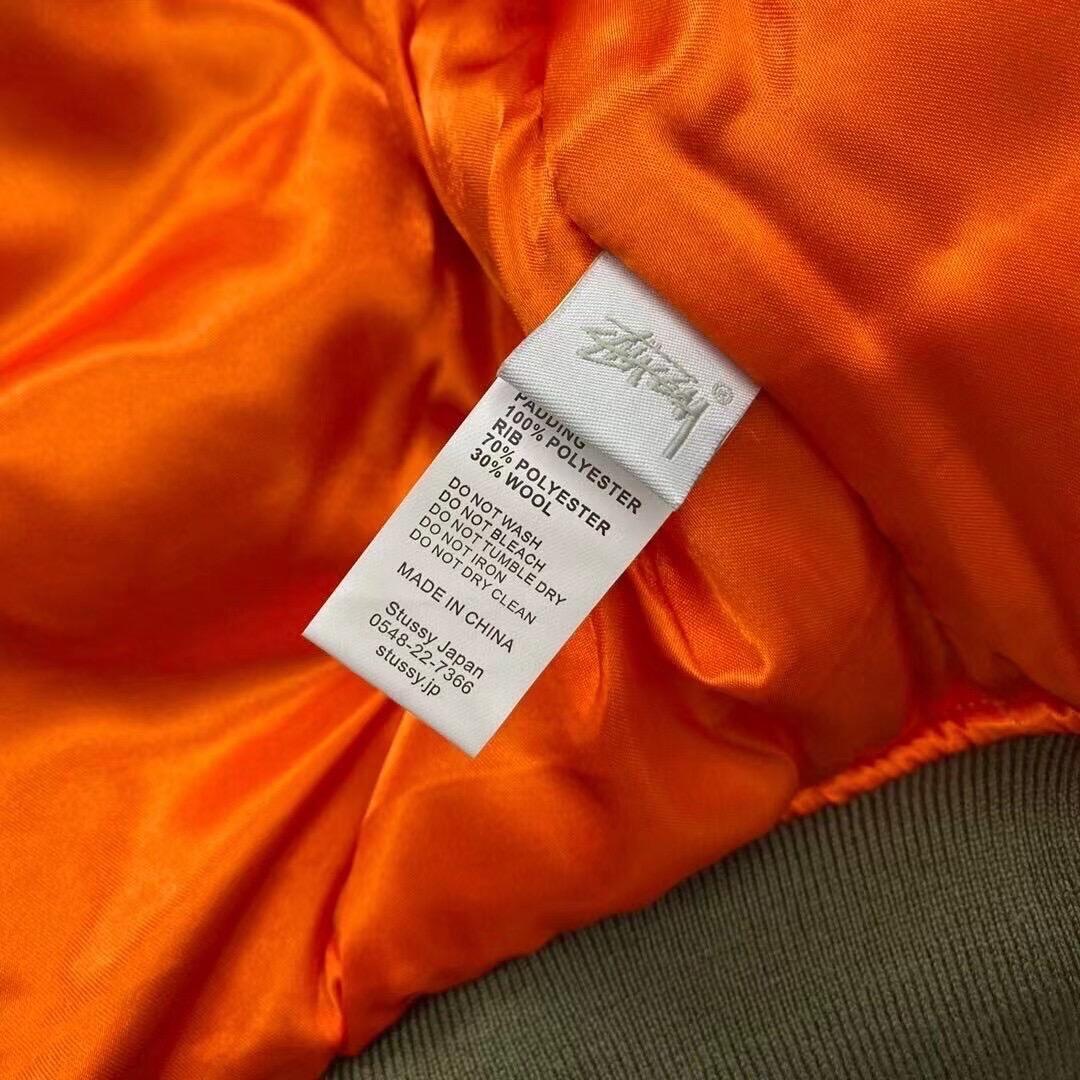 STÜSSY ®
PADDING
100% POLYESTER
RIB
70% POLYESTER
30% WOOL
DO NOT WASH
DO NOT BLEACH
DO NOT TUMBLE DRY
DO NOT IRON
DO NOT DRY CLEAN
MADE IN CHINA
Stussy Japan
0548-22-7366
stussy.jp